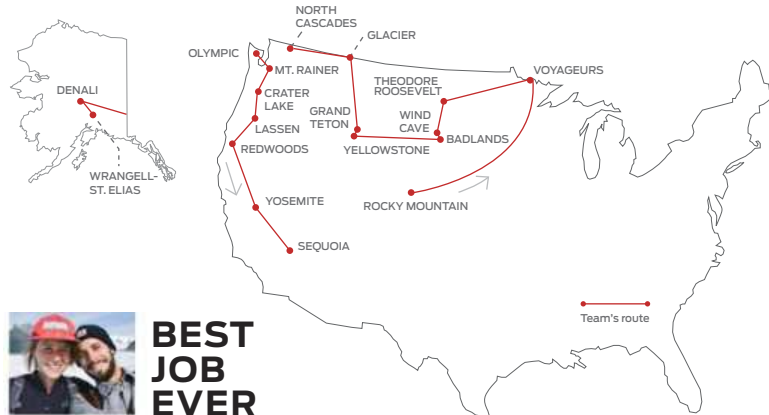 NORTH
CASCADES
GLACIER
OLYMPIC
MT. RAINER
VOYAGEURS
THEODORE
ROOSEVELT
DENALI
CRATER
LAKE
GRAND
TETON
WIND
CAVE
LASSEN
BADLANDS
REDWOODS
YELLOWSTONE
WRANGELL-
ST. ELIAS
YOSEMITE
ROCKY MOUNTAIN
SEQUOIA
Team's route
BEST
JOB
EVER